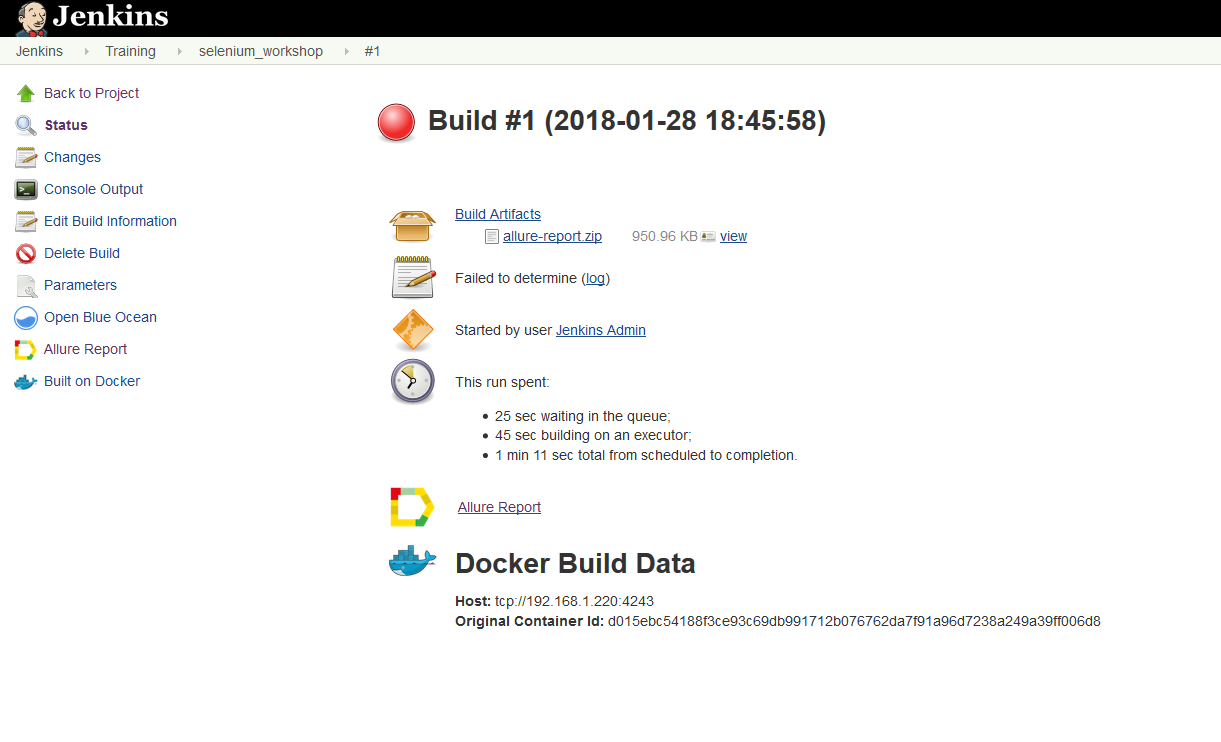 Jenkins
Jenkins Training selenium_workshop #1
Back to Project
Status
Changes
Console Output
Edit Build Information
Delete Build
Parameters
Open Blue Ocean
Allure Report
Built on Docker
Build #1 (2018-01-28 18:45:58)
Build Artifacts
allure-report.zip 950.96 KB view
Failed to determine (log)
Started by user Jenkins Admin
This run spent:
25 sec waiting in the queue;
45 sec building on an executor;
1 min 11 sec total from scheduled to completion.
Allure Report
Docker Build Data
Host: tcp://192.168.1.220:4243
Original Container Id: d015ebc54188f3ce93c69db991712b076762da7f91a96d7238a249a39ff006d8